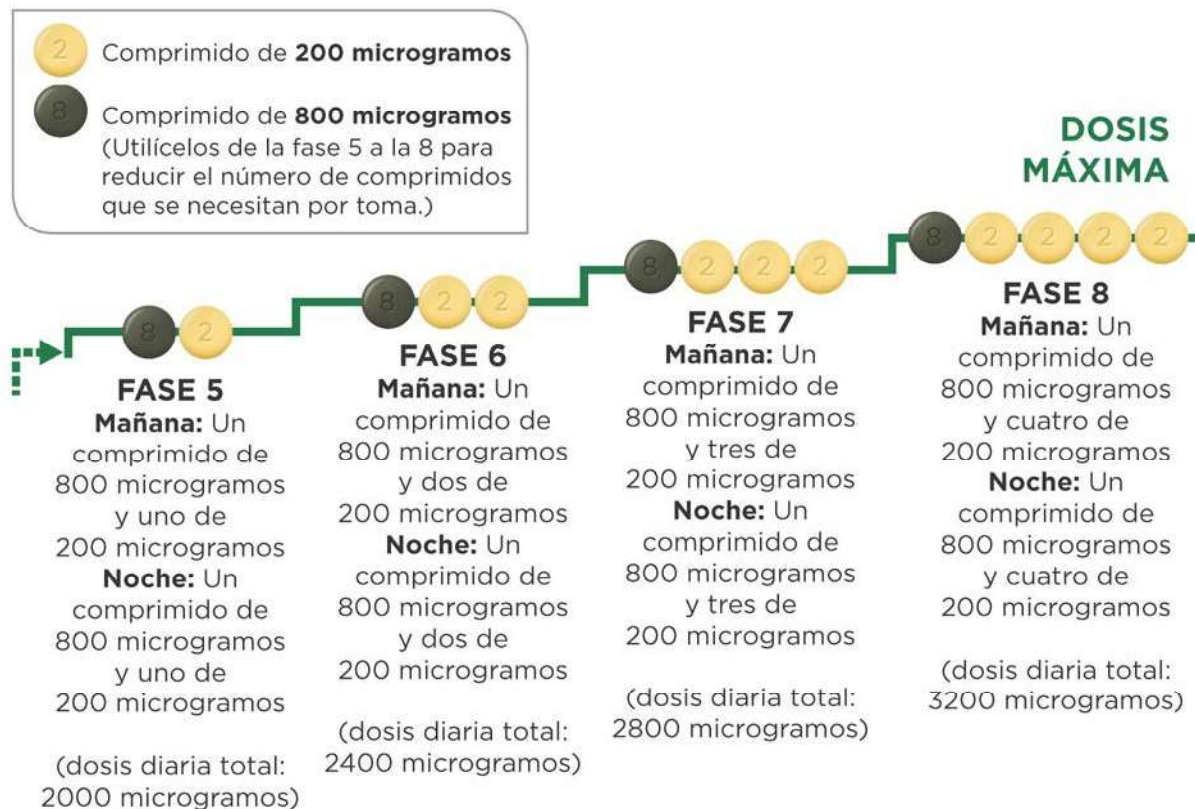 2 Comprimido de 200 microgramos
8 Comprimido de 800 microgramos
(Utilícelos de la fase 5 a la 8 para
reducir el número de comprimidos
que se necesitan por toma.)
DOSIS
MÁXIMA
8 2
FASE 5
Mañana: Un
comprimido de
800 microgramos
y uno de
200 microgramos
Noche: Un
comprimido de
800 microgramos
y uno de
200 microgramos
(dosis diaria total:
2000 microgramos)
8 2 2
FASE 6
Mañana: Un
comprimido de
800 microgramos
y dos de
200 microgramos
Noche: Un
comprimido de
800 microgramos
y dos de
200 microgramos
(dosis diaria total:
2400 microgramos)
8 2 2 2
FASE 7
Mañana: Un
comprimido de
800 microgramos
y tres de
200 microgramos
Noche: Un
comprimido de
800 microgramos
y tres de
200 microgramos
(dosis diaria total:
2800 microgramos)
8 2 2 2 2
FASE 8
Mañana: Un
comprimido de
800 microgramos
y cuatro de
200 microgramos
Noche: Un
comprimido de
800 microgramos
y cuatro de
200 microgramos
(dosis diaria total:
3200 microgramos)